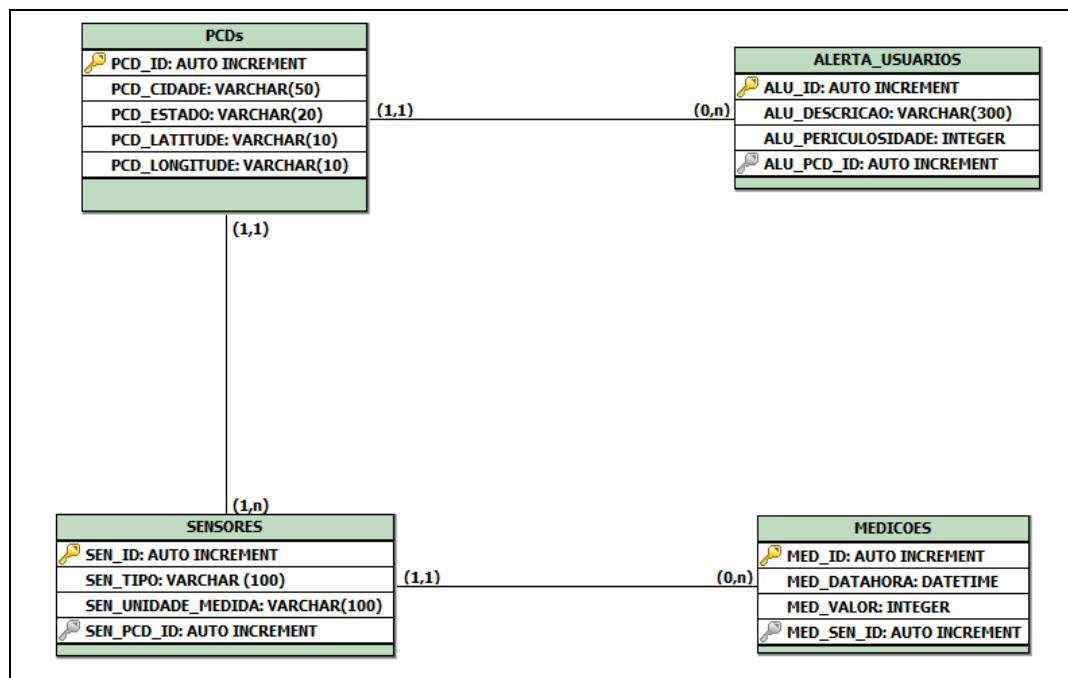 PCDs
PCD_ID: AUTO INCREMENT
PCD_CIDADE: VARCHAR(50)
PCD_ESTADO: VARCHAR(20)
PCD_LATITUDE: VARCHAR(10)
PCD_LONGITUDE: VARCHAR(10)
(1,1)
(0,n)
ALERTA_USUARIOS
ALU_ID: AUTO INCREMENT
ALU_DESCRICAO: VARCHAR(300)
ALU_PERICULOSIDADE: INTEGER
ALU_PCD_ID: AUTO INCREMENT
(1,1)
(1,n)
SENSORES
SEN_ID: AUTO INCREMENT
SEN_TIPO: VARCHAR (100)
SEN_UNIDADE_MEDIDA: VARCHAR(100)
SEN_PCD_ID: AUTO INCREMENT
(1,1)
(0,n)
MEDICOES
MED_ID: AUTO INCREMENT
MED_DATAHORA: DATETIME
MED_VALOR: INTEGER
MED_SEN_ID: AUTO INCREMENT